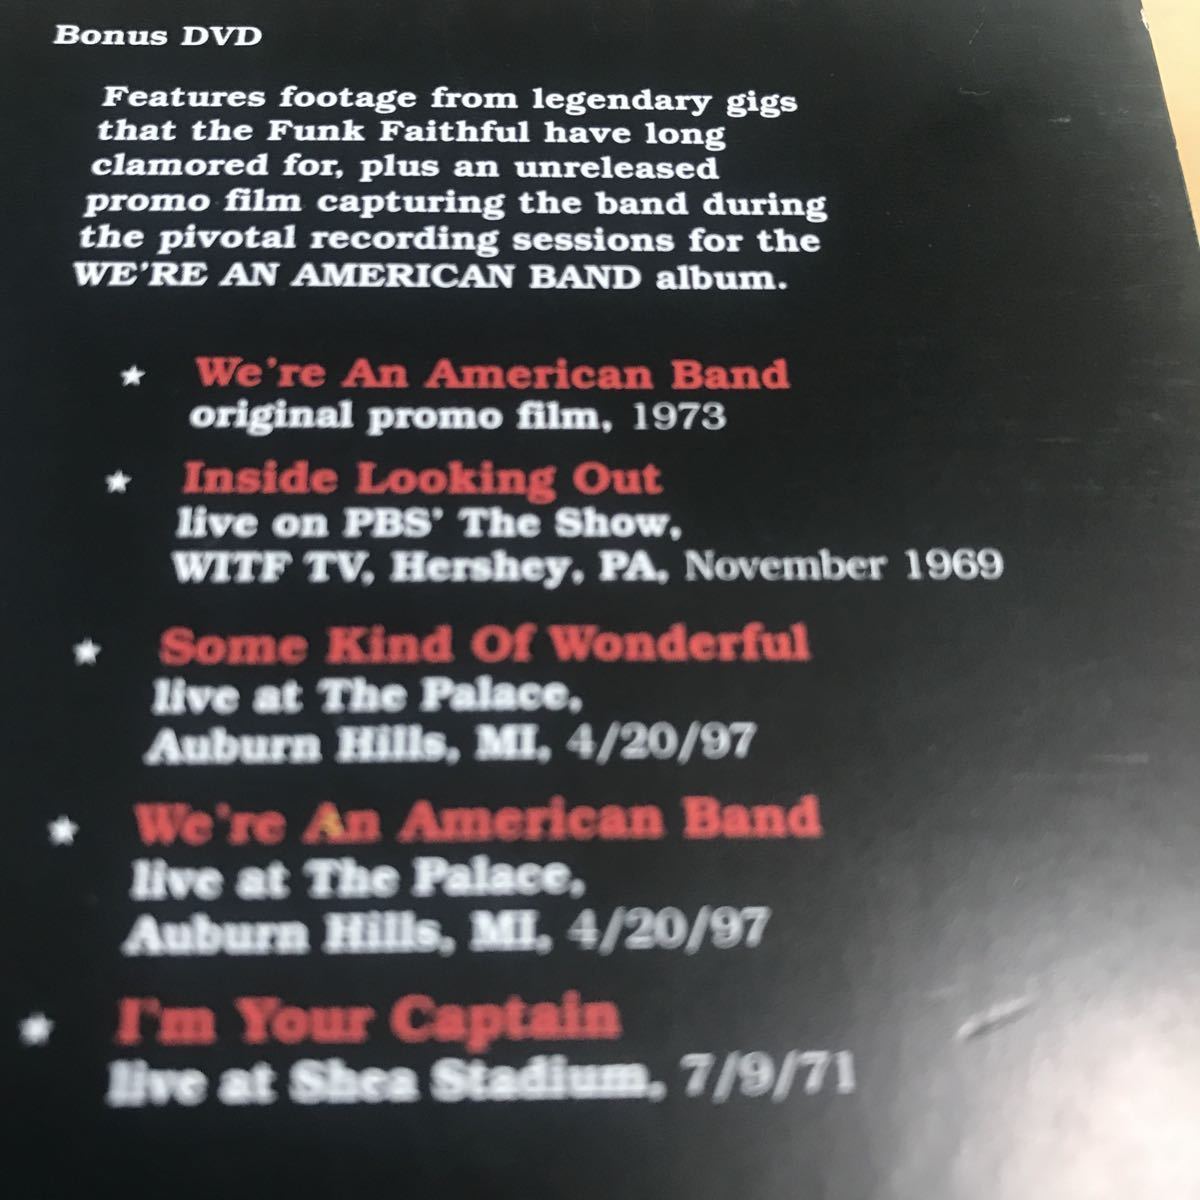 Bonus DVD
Features footage from legendary gigs
that the Funk Faithful have long
clamored for, plus an unreleased
promo film capturing the band during
the pivotal recording sessions for the
WE'RE AN AMERICAN BAND album.
★ We're An American Band
original promo film, 1973
★ Inside Looking Out
live on PBS' The Show,
WITF TV, Hershey, PA, November 1969
★ Some Kind Of Wonderful
live at The Palace,
Auburn Hills, MI, 4/20/97
★ We're An American Band
live at The Palace,
Auburn Hills, MI, 4/20/97
★ I'm Your Captain
live at Shea Stadium, 7/9/71